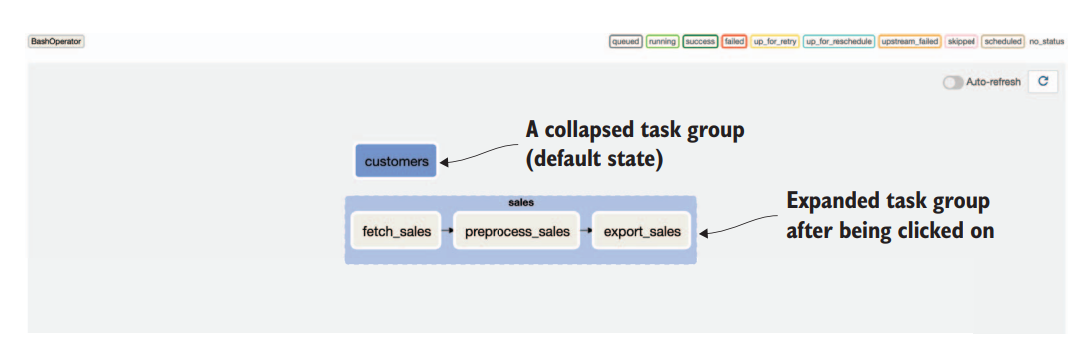 BashOperator
queued running success failed up_for_retry up_for_reschedule upstream_failed skipped scheduled no_status
Auto-refresh
A collapsed task group
(default state)
customers
sales
fetch_sales preprocess_sales export_sales
Expanded task group
after being clicked on